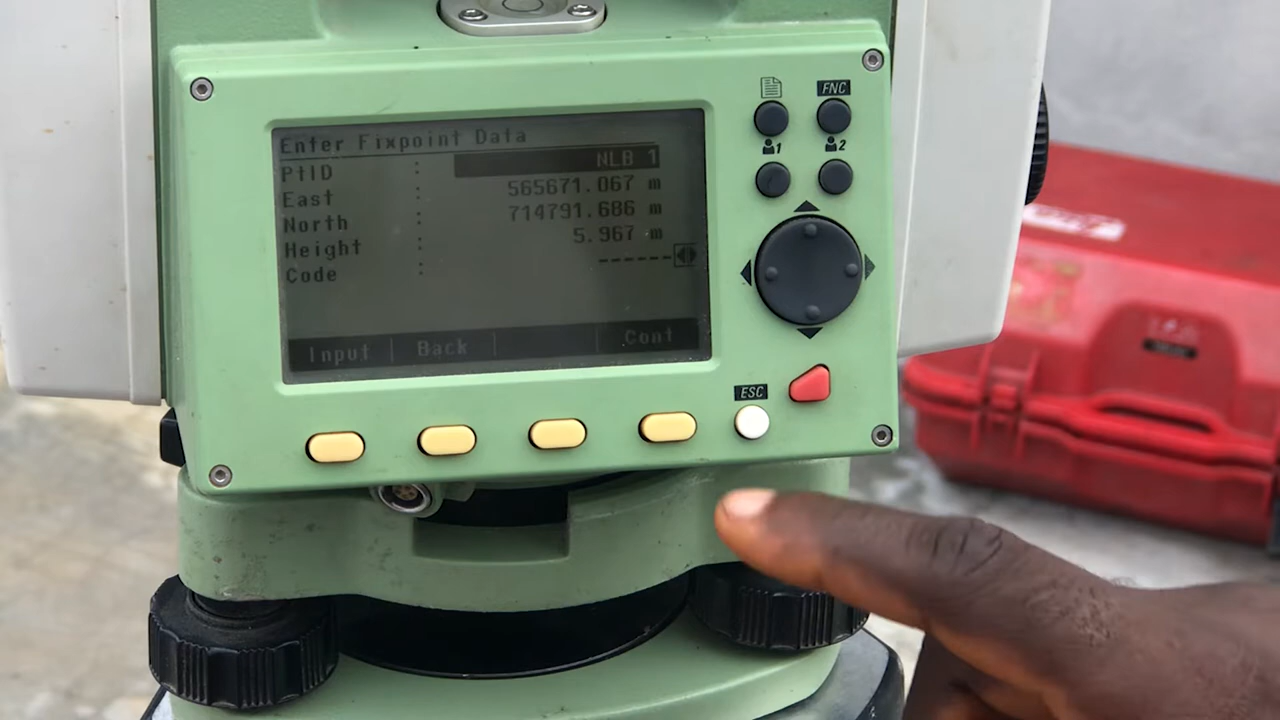 FNC
1
2
Enter Fixpoint Data
PtID : NLB 1
East : 565671.067 m
North : 714791.686 m
Height : 5.967 m
Code : ------
Input | Back | | Cont
ESC